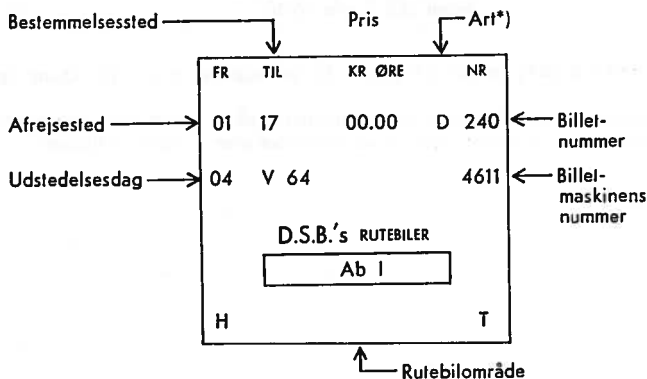 Bestemmelsessted Pris Art*)
FR TIL KR ØRE NR
Afrejsested 01 17 00.00 D 240 Billet-
nummer
Udstedelsesdag 04 V 64 4611 Billet-
maskinens
nummer
D.S.B.'s RUTEBILER
Ab I
H T
Rutebilområde